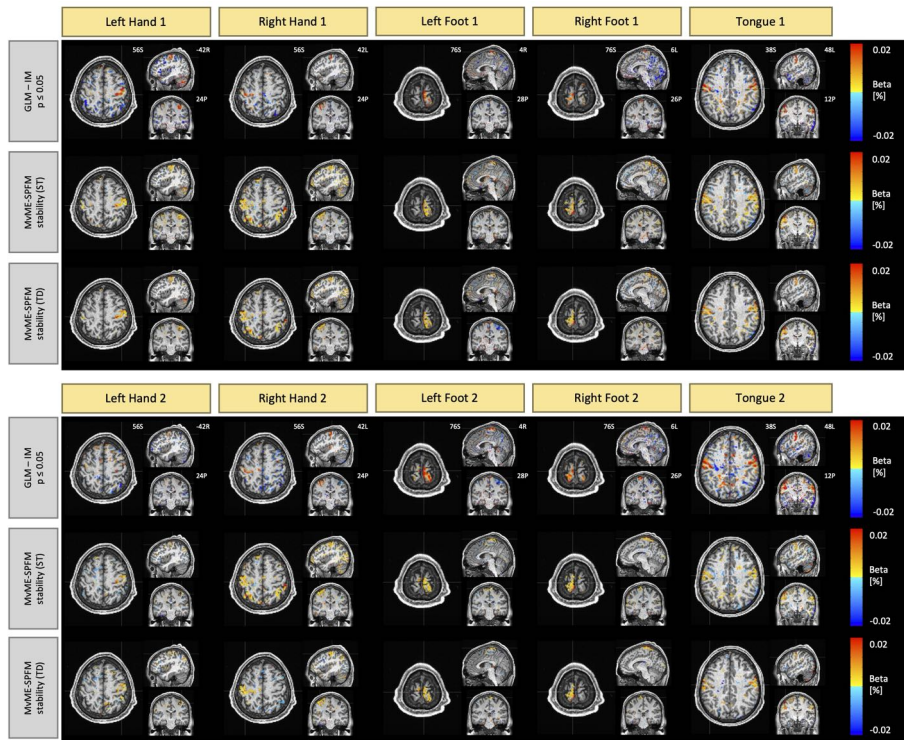 Left Hand 1 Right Hand 1 Left Foot 1 Right Foot 1 Tongue 1
GLM – IM
p ≤ 0.05
56S -42R 24P
56S 42L 24P
76S 4R 28P
76S 6L 26P
38S 48L 12P
0.02
Beta
[%]
-0.02
MvME-SPFM
stability (ST)
0.02
Beta
[%]
-0.02
MvME-SPFM
stability (TD)
0.02
Beta
[%]
-0.02
Left Hand 2 Right Hand 2 Left Foot 2 Right Foot 2 Tongue 2
GLM – IM
p ≤ 0.05
56S -42R 24P
56S 42L 24P
76S 4R 28P
76S 6L 26P
38S 48L 12P
0.02
Beta
[%]
-0.02
MvME-SPFM
stability (ST)
0.02
Beta
[%]
-0.02
MvME-SPFM
stability (TD)
0.02
Beta
[%]
-0.02